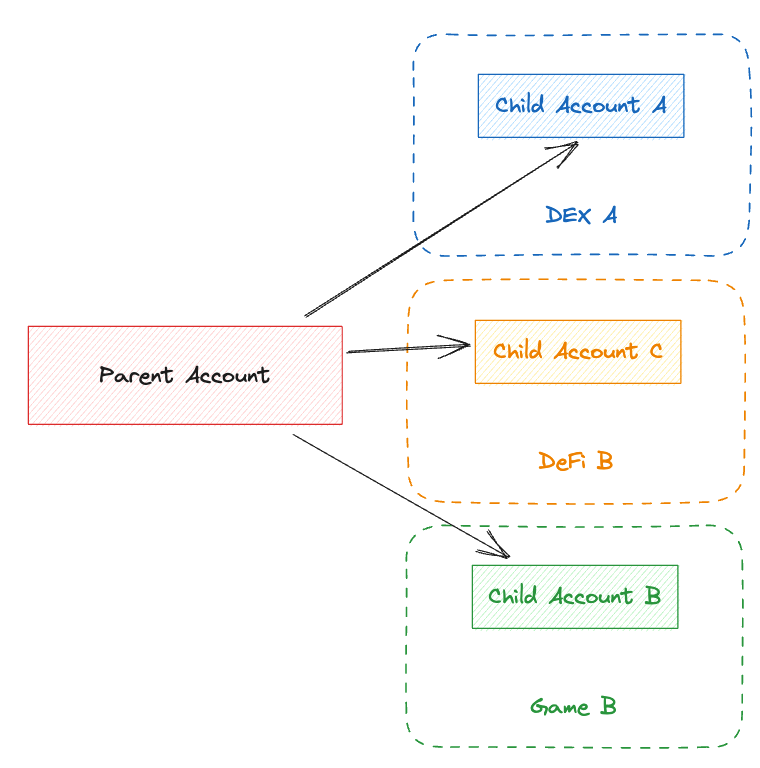 Child Account A
DEX A
Parent Account
Child Account C
DeFi B
Child Account B
Game B